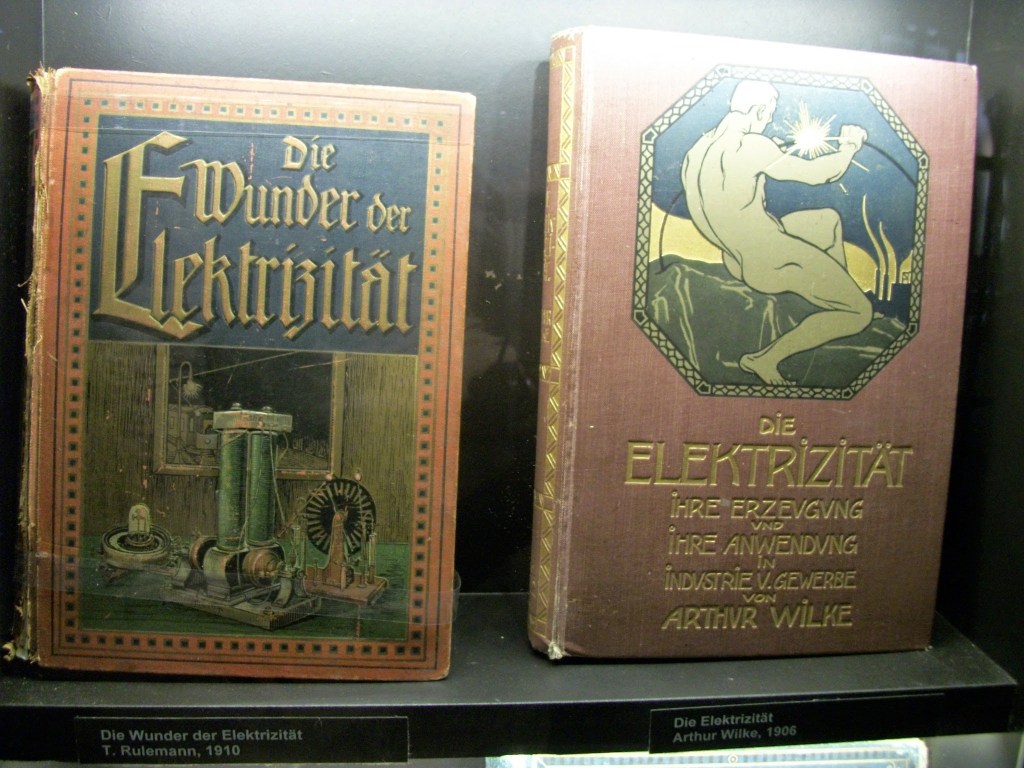 Die
Wunder der
Elektrizität
DIE
ELEKTRIZITÄT
IHRE ERZEVGVNG
VND
IHRE ANWENDVNG
IN
INDVSTRIE V. GEWERBE
VON
ARTHVR WILKE
Die Wunder der Elektrizität
T. Rulemann, 1910
Die Elektrizität
Arthur Wilke, 1906